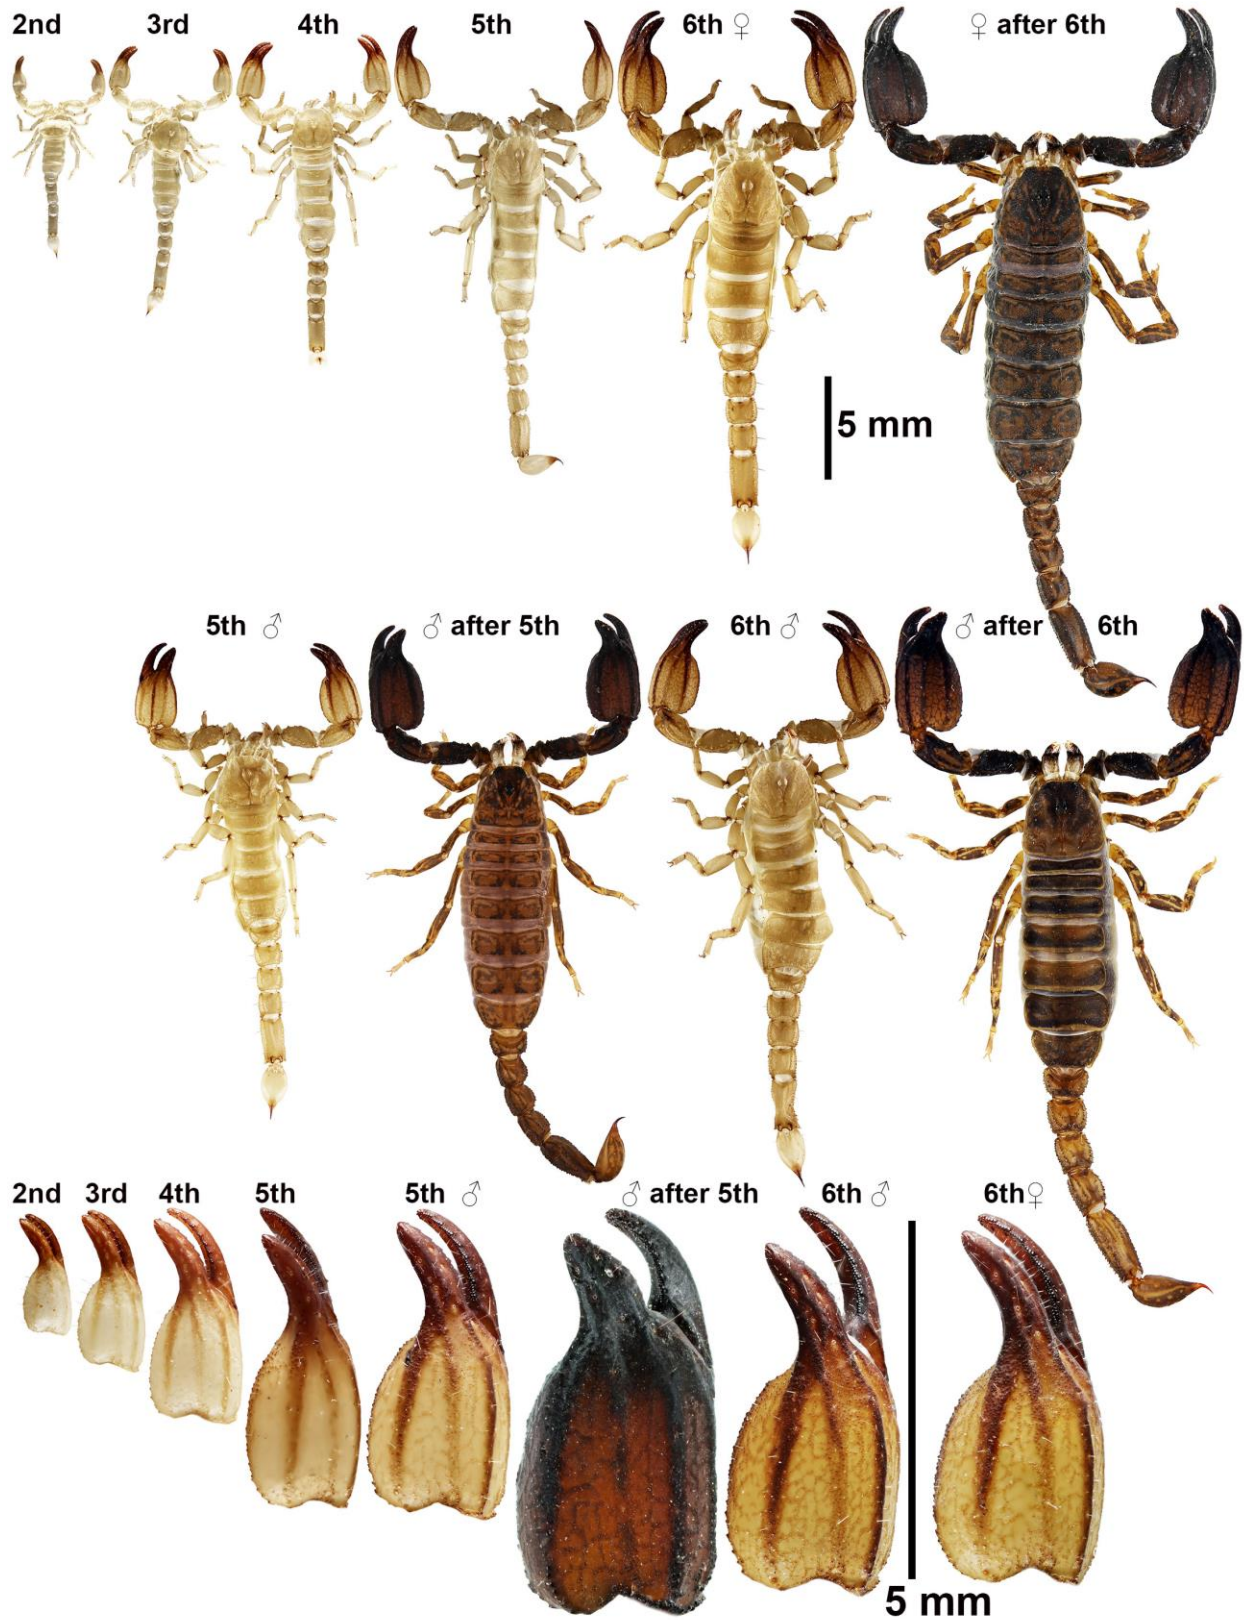 2nd 3rd 4th 5th 6th ♀ ♀ after 6th
5 mm
5th ♂ ♂ after 5th 6th ♂ ♂ after 6th
2nd 3rd 4th 5th 5th ♂ ♂ after 5th 6th ♂ 6th♀
5 mm